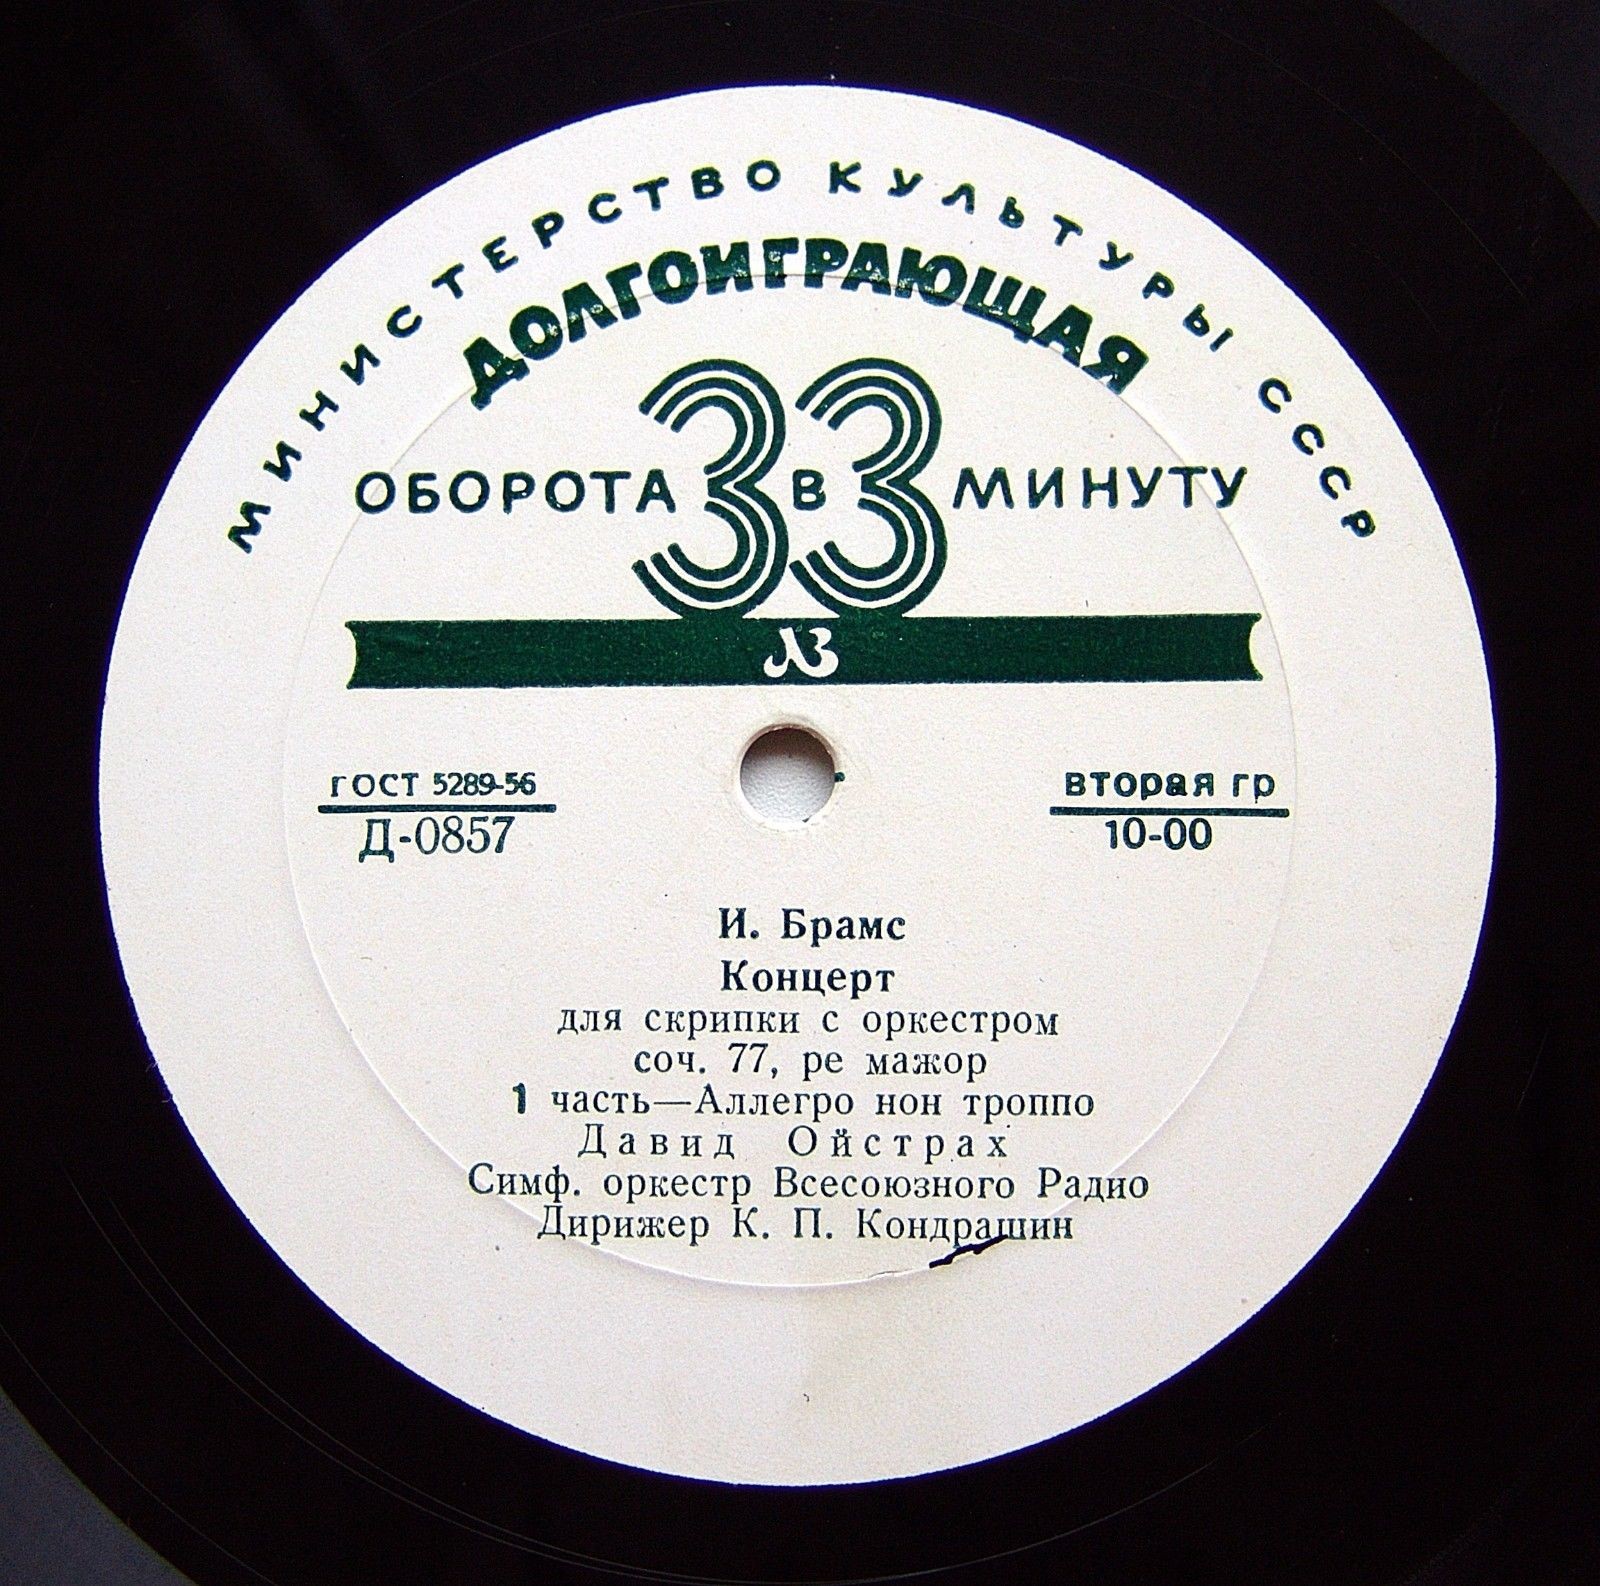 МИНИСТЕРСТВО КУЛЬТУРЫ СССР
ДОЛГОИГРАЮЩАЯ
33
ОБОРОТА В МИНУТУ
ЛЗ
ГОСТ 5289-56
Д-0857
ВТОРАЯ ГР
10-00
И. Брамс
Концерт
для скрипки с оркестром
соч. 77, ре мажор
1 часть—Аллегро нон троппо
Давид Ойстрах
Симф. оркестр Всесоюзного Радио
Дирижер К. П. Кондрашин